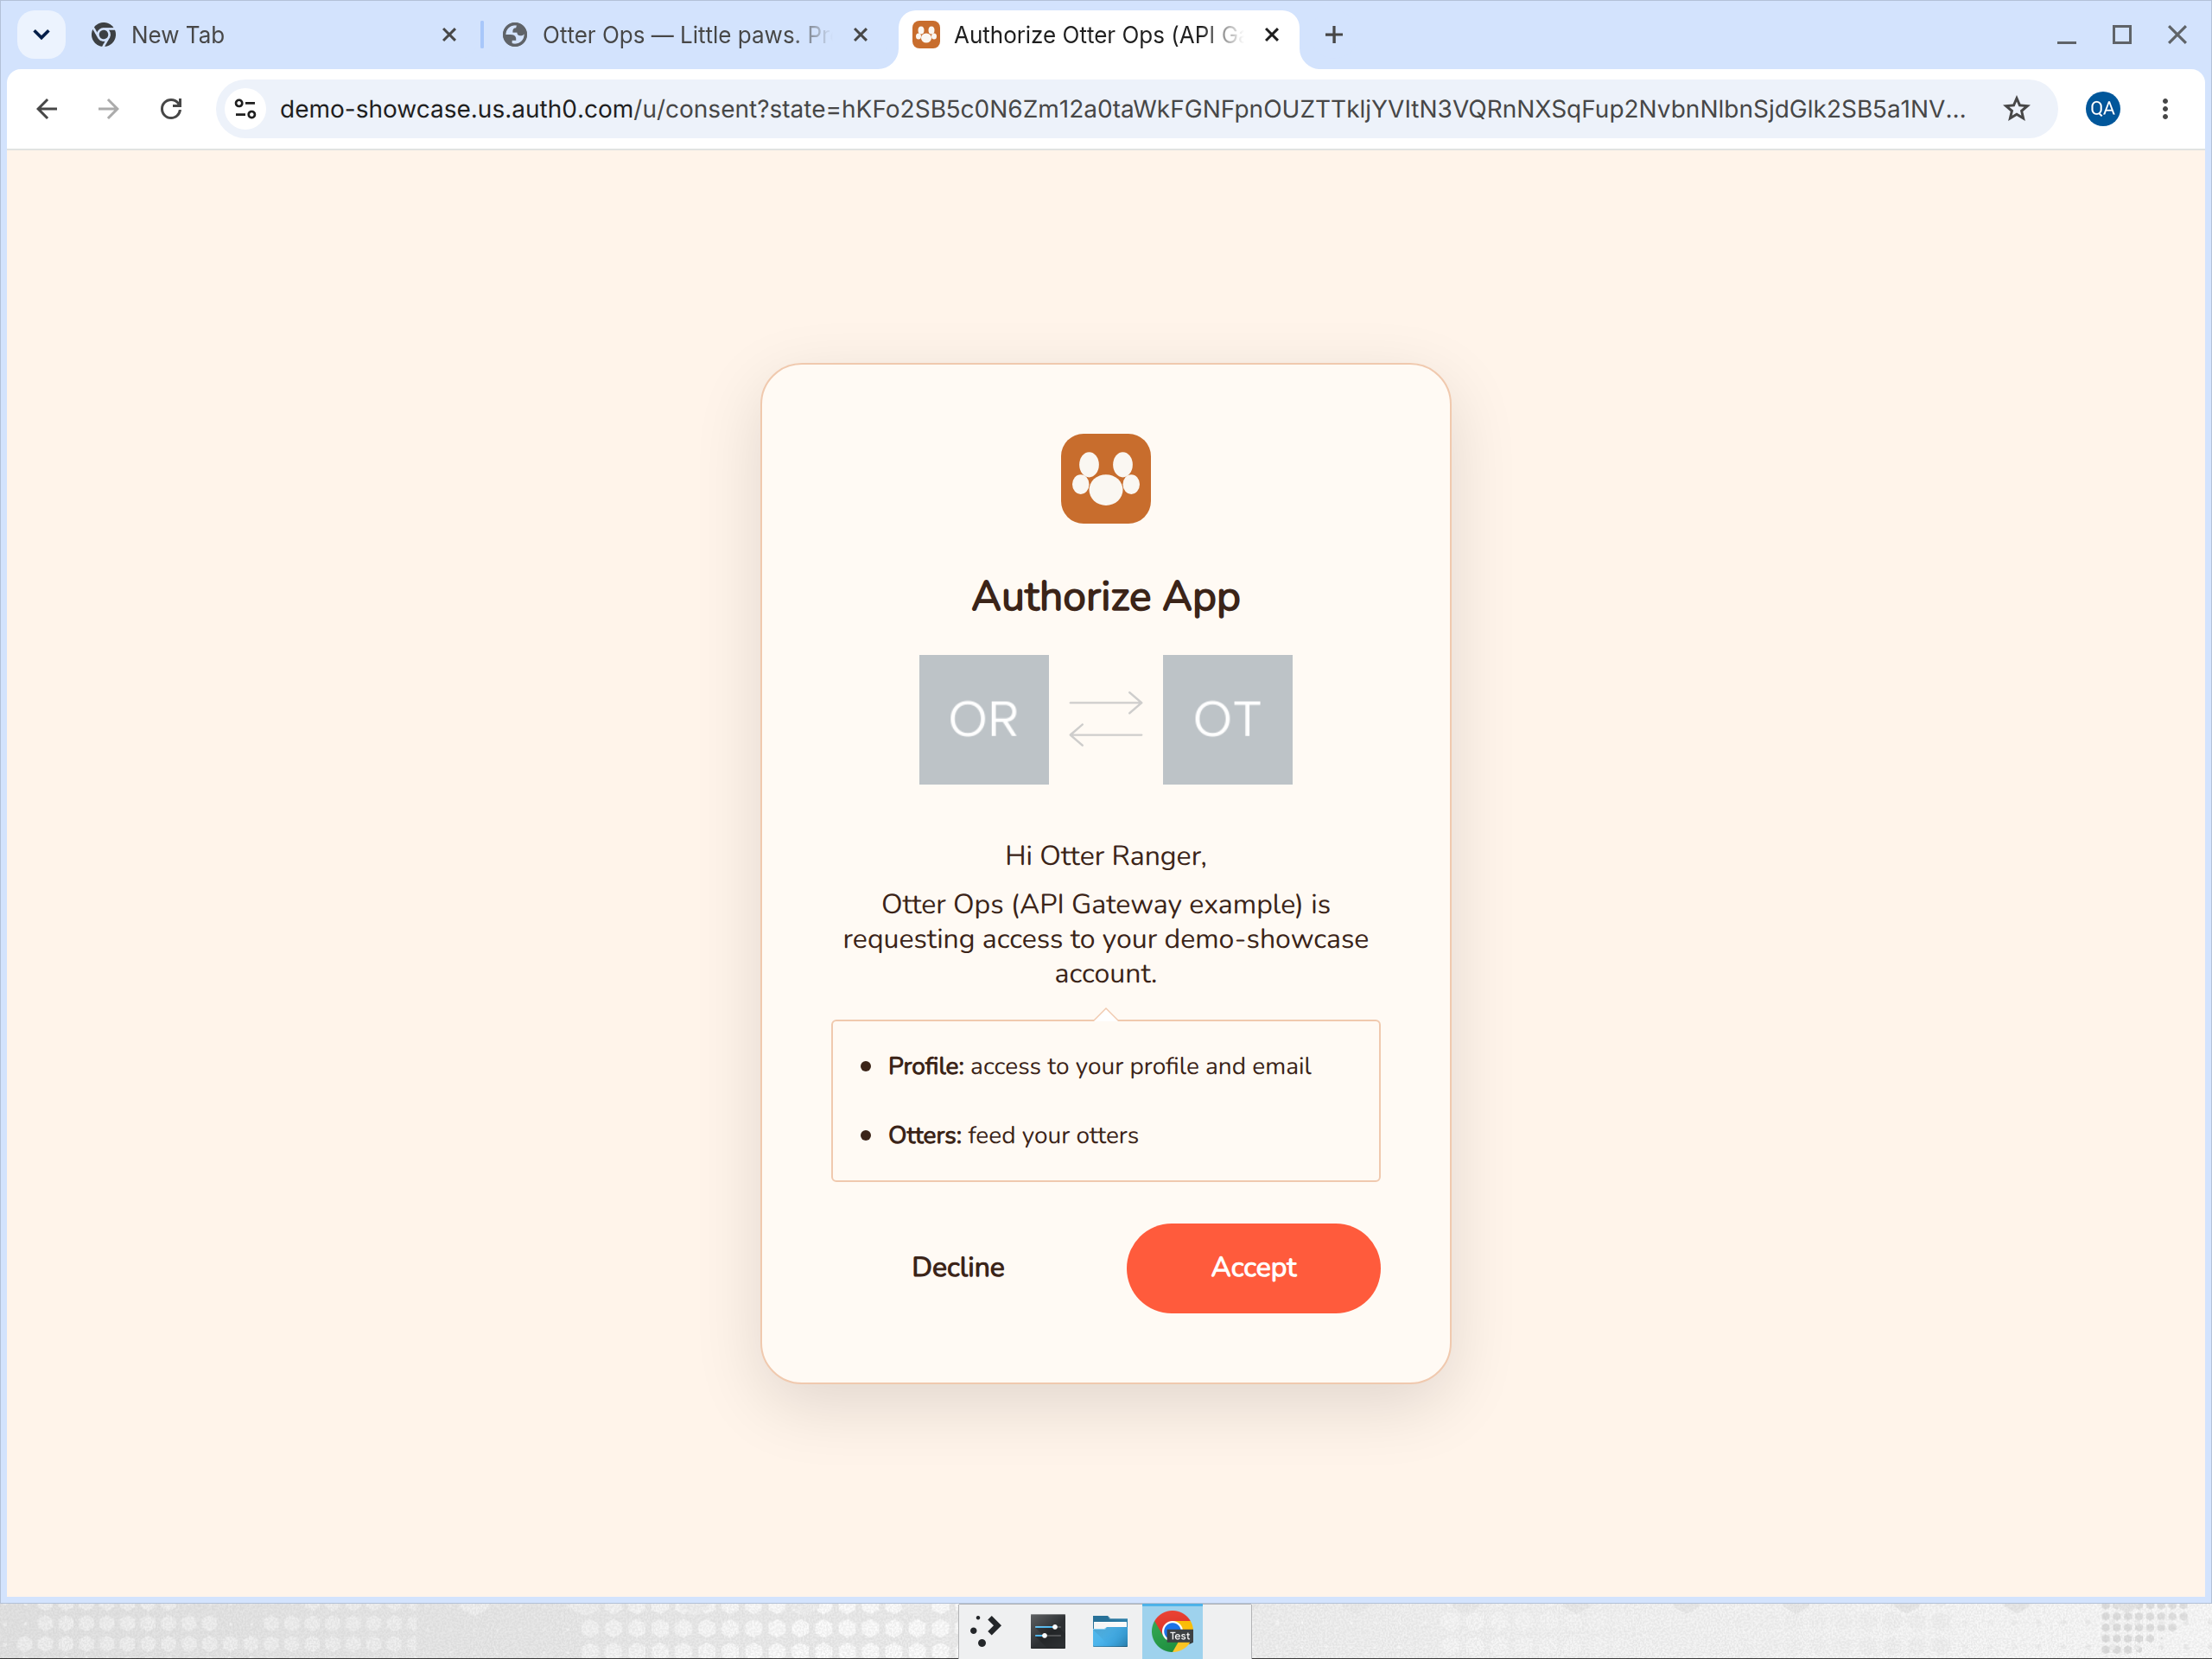 New Tab
Otter Ops — Little paws. Pr
Authorize Otter Ops (API G
demo-showcase.us.auth0.com/u/consent?state=hKFo2SB5c0N6Zm12a0taWkFGNFpnOUZTTkljYVItN3VQRnNXSqFup2NvbnNlbnSjdGlk2SB5a1NV...
QA
Authorize App
OR
OT
Hi Otter Ranger,
Otter Ops (API Gateway example) is
requesting access to your demo-showcase
account.
Profile: access to your profile and email
Otters: feed your otters
Decline
Accept
Test